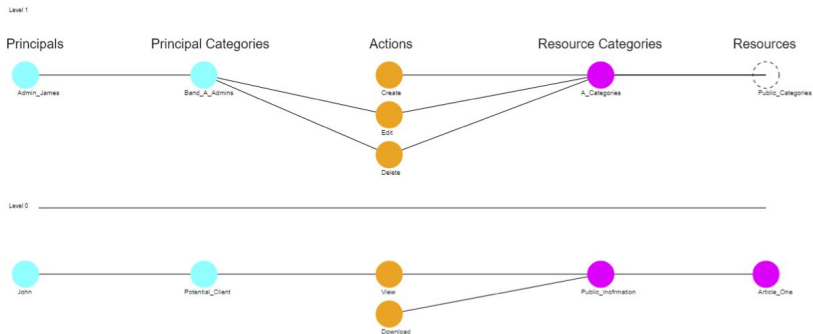 Level 1
Principals Principal Categories Actions Resource Categories Resources
Admin_James Band_A_Admins Create A_Categories Public_Categories
Edit
Delete
Level 0
John Potential_Client View Public_Inofrmation Article_One
Download